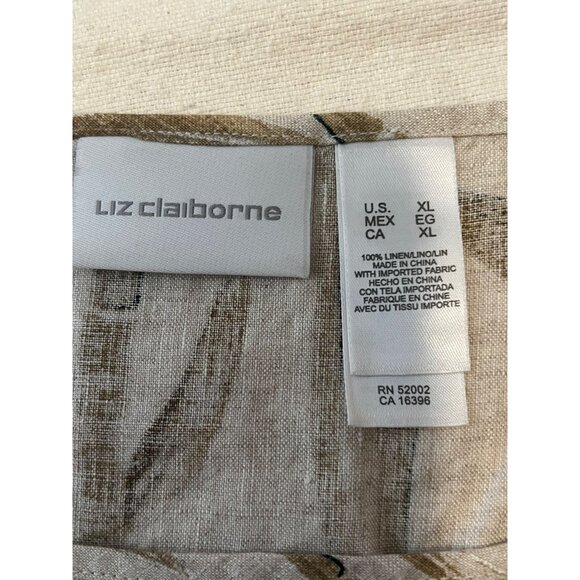 Liz claiborne
U.S. XL
MEX EG
CA XL
100% LINEN/LINO/LIN
MADE IN CHINA
WITH IMPORTED FABRIC
HECHO EN CHINA
CON TELA IMPORTADA
FABRIQUE EN CHINE
AVEC DU TISSU IMPORTE
RN 52002
CA 16396